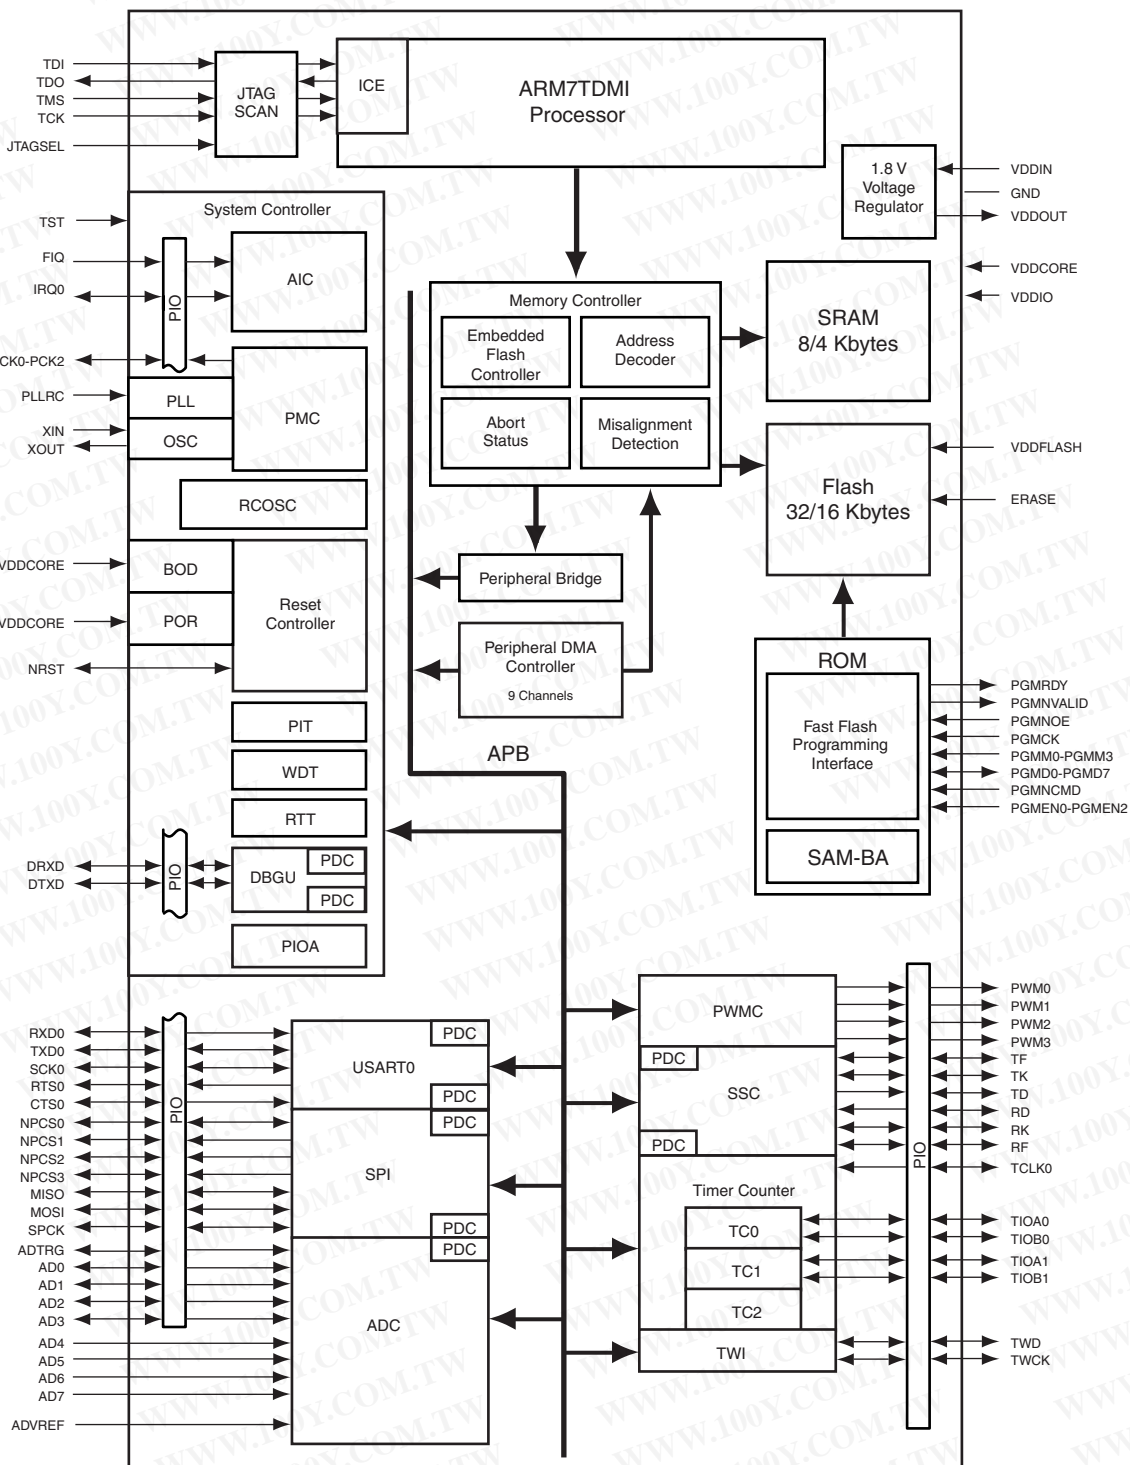 TDI
TDO
TMS
TCK
JTAGSEL
JTAG
SCAN
ICE
ARM7TDMI
Processor
1.8 V
Voltage
Regulator
VDDIN
GND
VDDOUT
VDDCORE
VDDIO
System Controller
TST
FIQ
IRQ0
PIO
AIC
CK0-PCK2
PLLRC
XIN
XOUT
PLL
OSC
PMC
RCOSC
VDDCORE
VDDCORE
NRST
BOD
POR
Reset
Controller
PIT
WDT
RTT
DRXD
DTXD
PIO
DBGU
PDC
PDC
PIOA
Memory Controller
Embedded
Flash
Controller
Address
Decoder
Abort
Status
Misalignment
Detection
SRAM
8/4 Kbytes
Flash
32/16 Kbytes
VDDFLASH
ERASE
Peripheral Bridge
Peripheral DMA
Controller
9 Channels
APB
ROM
Fast Flash
Programming
Interface
SAM-BA
PGMRDY
PGMNVALID
PGMNOE
PGMCK
PGMM0-PGMM3
PGMD0-PGMD7
PGMNCMD
PGMEN0-PGMEN2
RXD0
TXD0
SCK0
RTS0
CTS0
NPCS0
NPCS1
NPCS2
NPCS3
MISO
MOSI
SPCK
ADTRG
AD0
AD1
AD2
AD3
AD4
AD5
AD6
AD7
ADVREF
PIO
PDC
USART0
PDC
PDC
SPI
PDC
PDC
ADC
PWMC
PDC
SSC
PDC
Timer Counter
TC0
TC1
TC2
TWI
PIO
PWM0
PWM1
PWM2
PWM3
TF
TK
TD
RD
RK
RF
TCLK0
TIOA0
TIOB0
TIOA1
TIOB1
TWD
TWCK
WWW.100Y.COM.TW